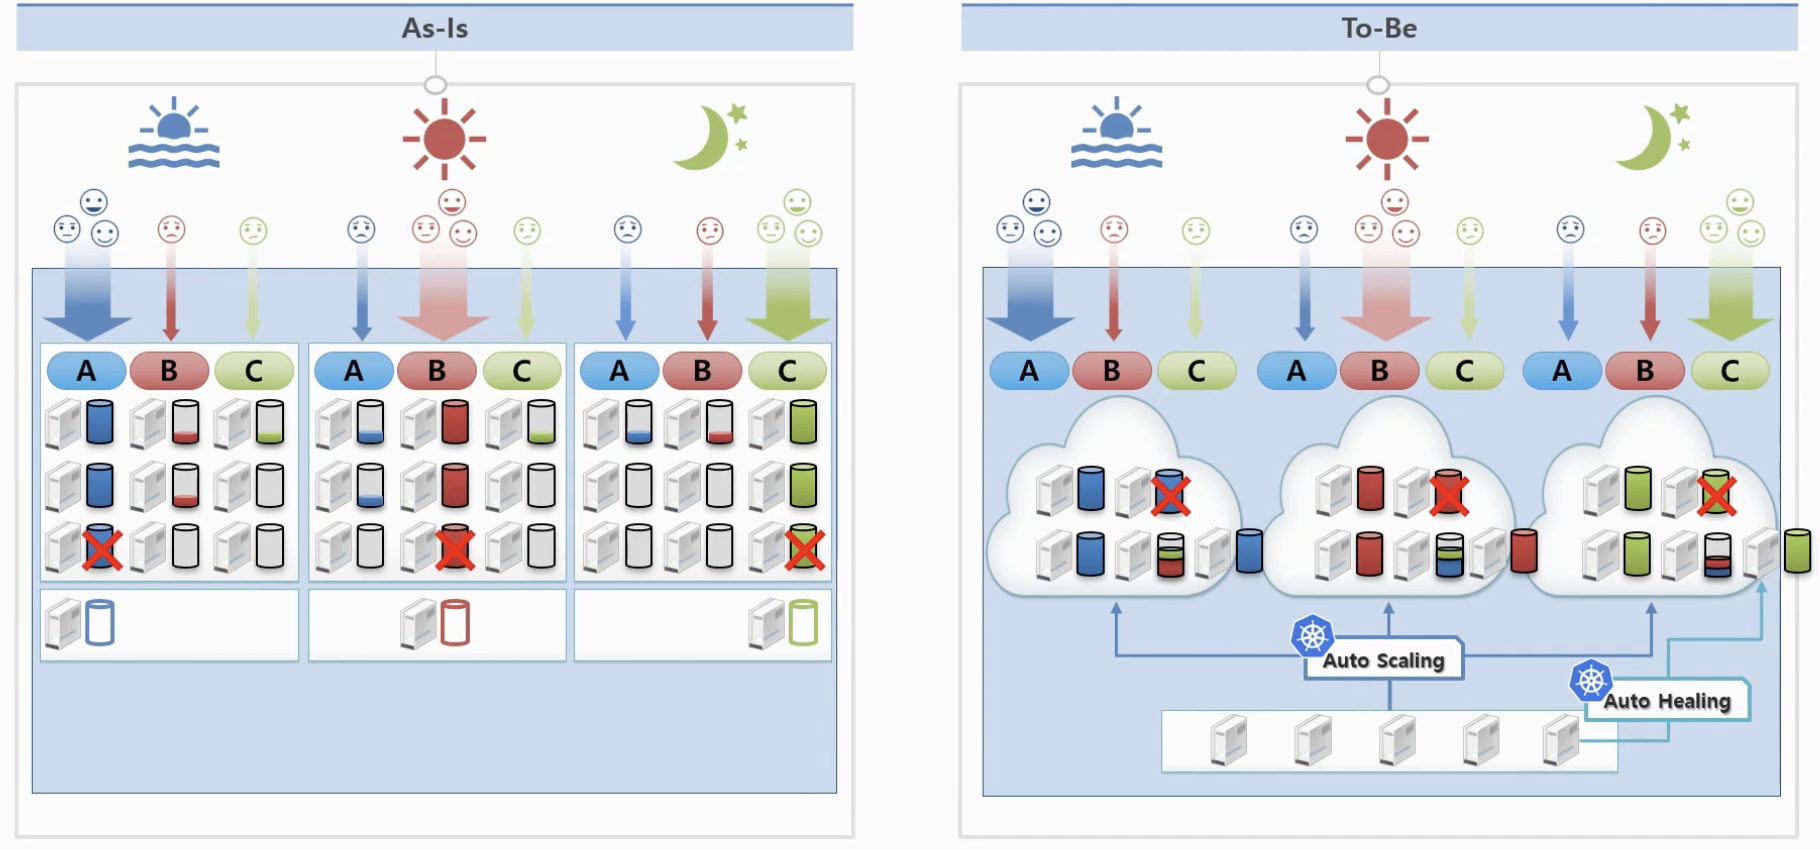 As-Is
A B C A B C A B C
To-Be
A B C A B C A B C
Auto Scaling
Auto Healing